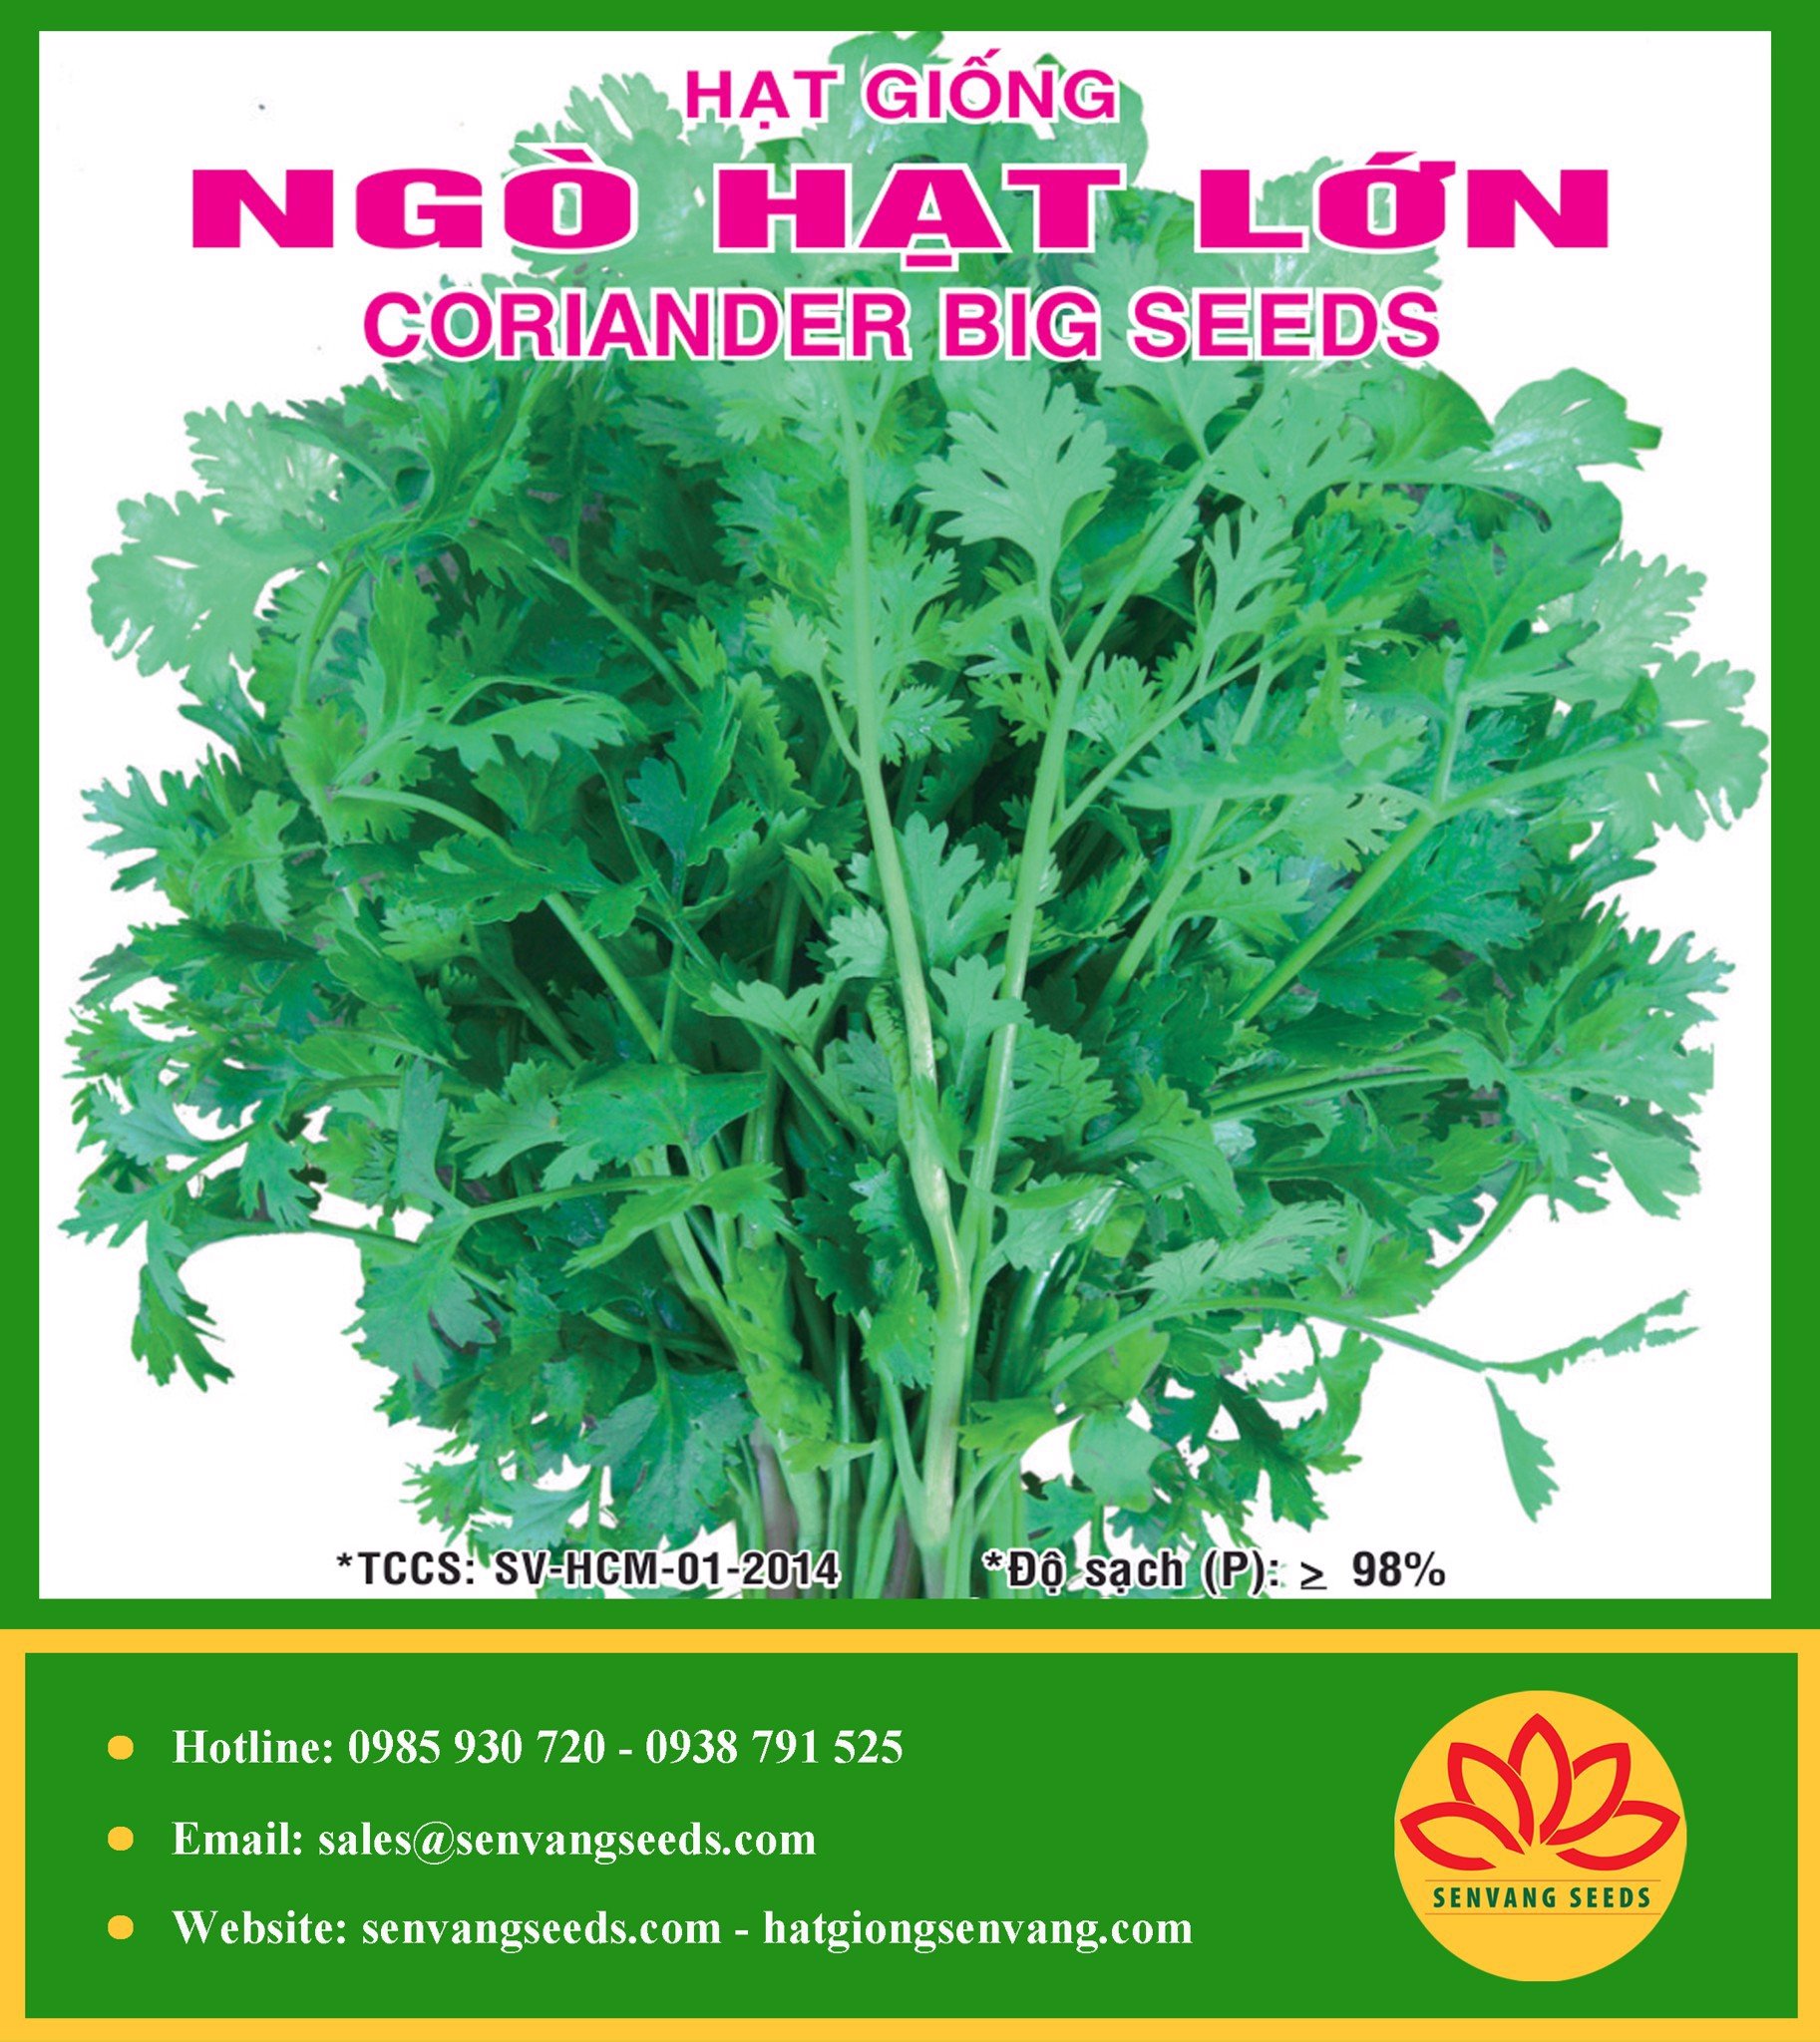 HẠT GIỐNG
NGÒ HẠT LỚN
CORIANDER BIG SEEDS
*TCCS: SV-HCM-01-2014 *Độ sạch (P): ≥ 98%
Hotline: 0985 930 720 - 0938 791 525
Email: sales@senvangseeds.com
Website: senvangseeds.com - hatgiongsenvang.com
SENVANG SEEDS